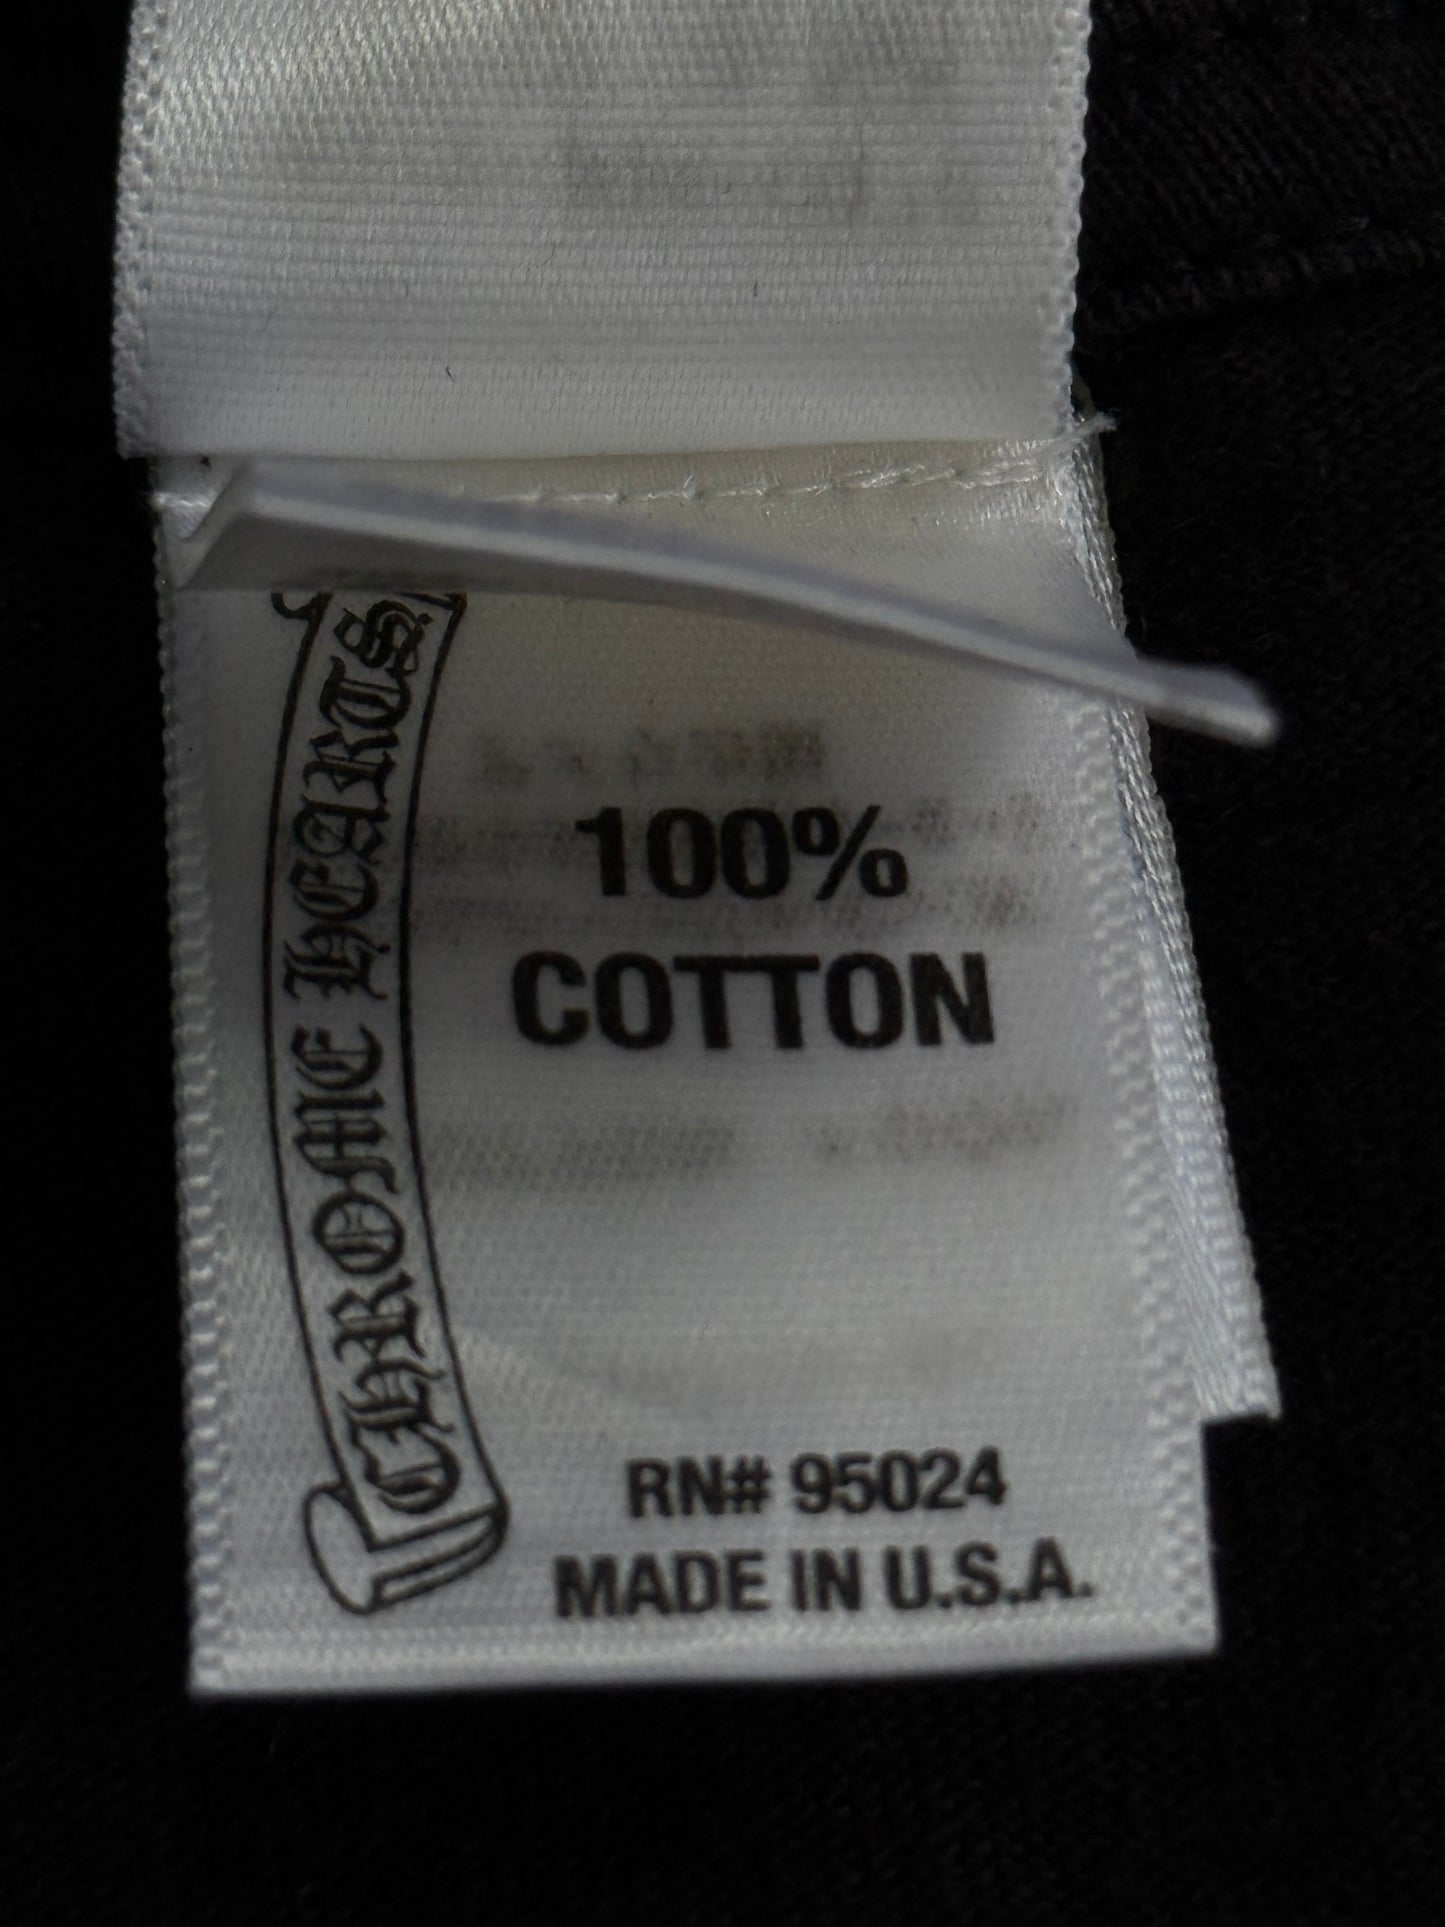 CHROME HEARTS
100%
COTTON
RN# 95024
MADE IN U.S.A.